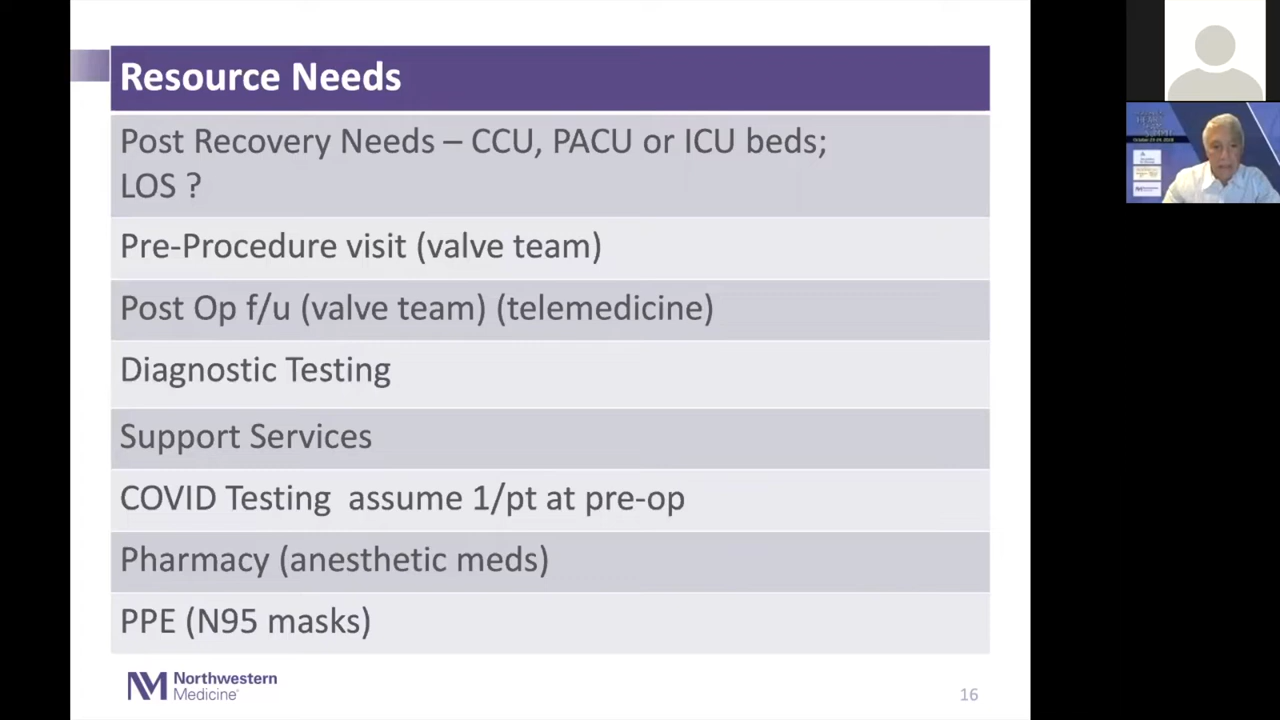 Resource Needs
Post Recovery Needs – CCU, PACU or ICU beds;
LOS ?
Pre-Procedure visit (valve team)
Post Op f/u (valve team) (telemedicine)
Diagnostic Testing
Support Services
COVID Testing  assume 1/pt at pre-op
Pharmacy (anesthetic meds)
PPE (N95 masks)
Northwestern
Medicine
16